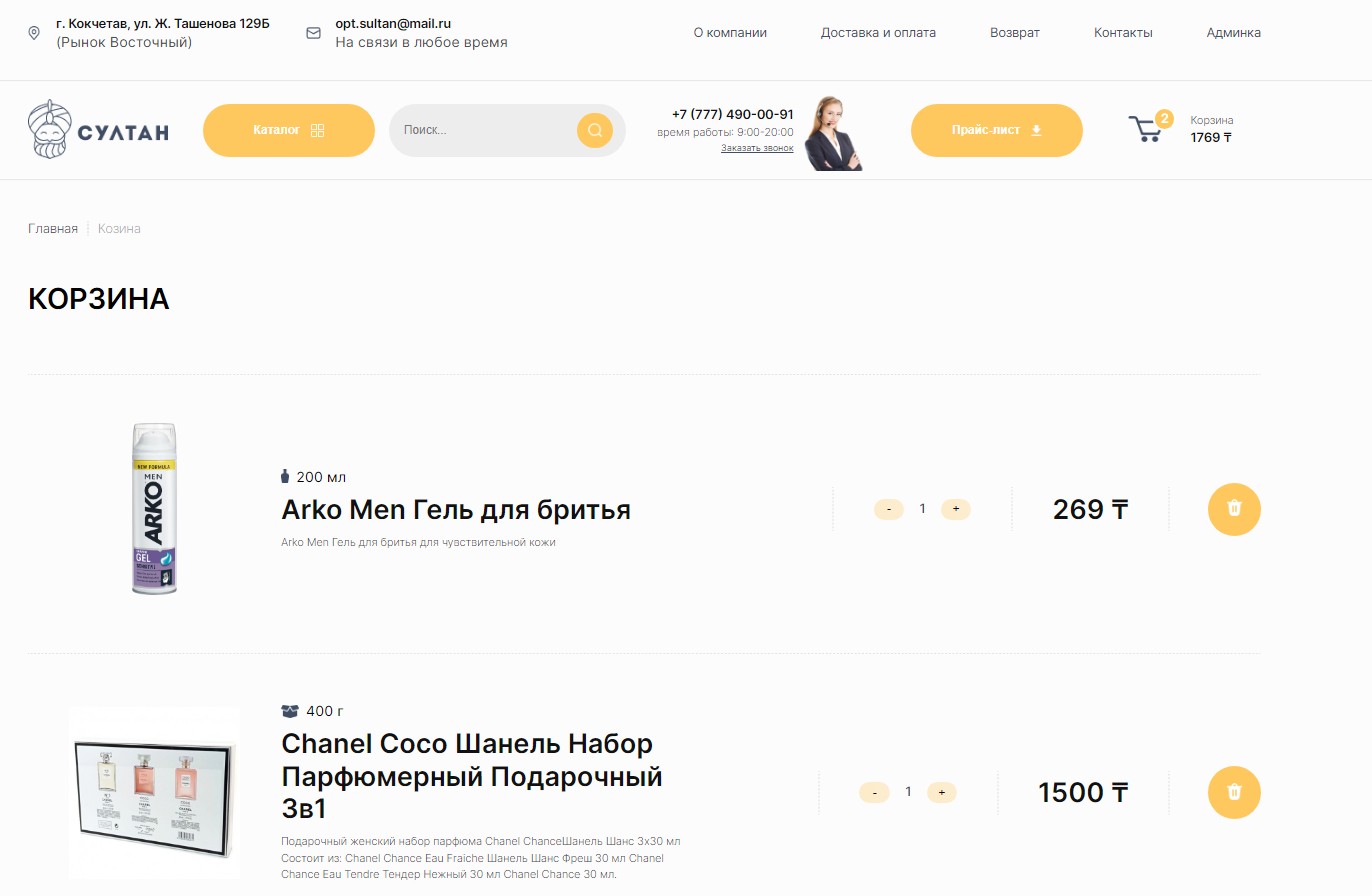 г. Кокчетав, ул. Ж. Ташенова 129Б
(Рынок Восточный)
opt.sultan@mail.ru
На связи в любое время
О компании
Доставка и оплата
Возврат
Контакты
Админка
СУЛТАН
Каталог
Поиск...
+7 (777) 490-00-91
время работы: 9:00-20:00
Заказать звонок
Прайс-лист
2
Корзина
1769 ₸
Главная
Козина
КОРЗИНА
NEW FORMULA
MEN
ARKO
GEL
200 мл
Arko Men Гель для бритья
Arko Men Гель для бритья для чувствительной кожи
- 1 +
269 ₸
400 г
Chanel Coco Шанель Набор
Парфюмерный Подарочный
3в1
Подарочный женский набор парфюма Chanel ChanceШанель Шанс 3х30 мл
Состоит из: Chanel Chance Eau Fraiche Шанель Шанс Фреш 30 мл Chanel
Chance Eau Tendre Тендер Нежный 30 мл Chanel Chance 30 мл.
- 1 +
1500 ₸